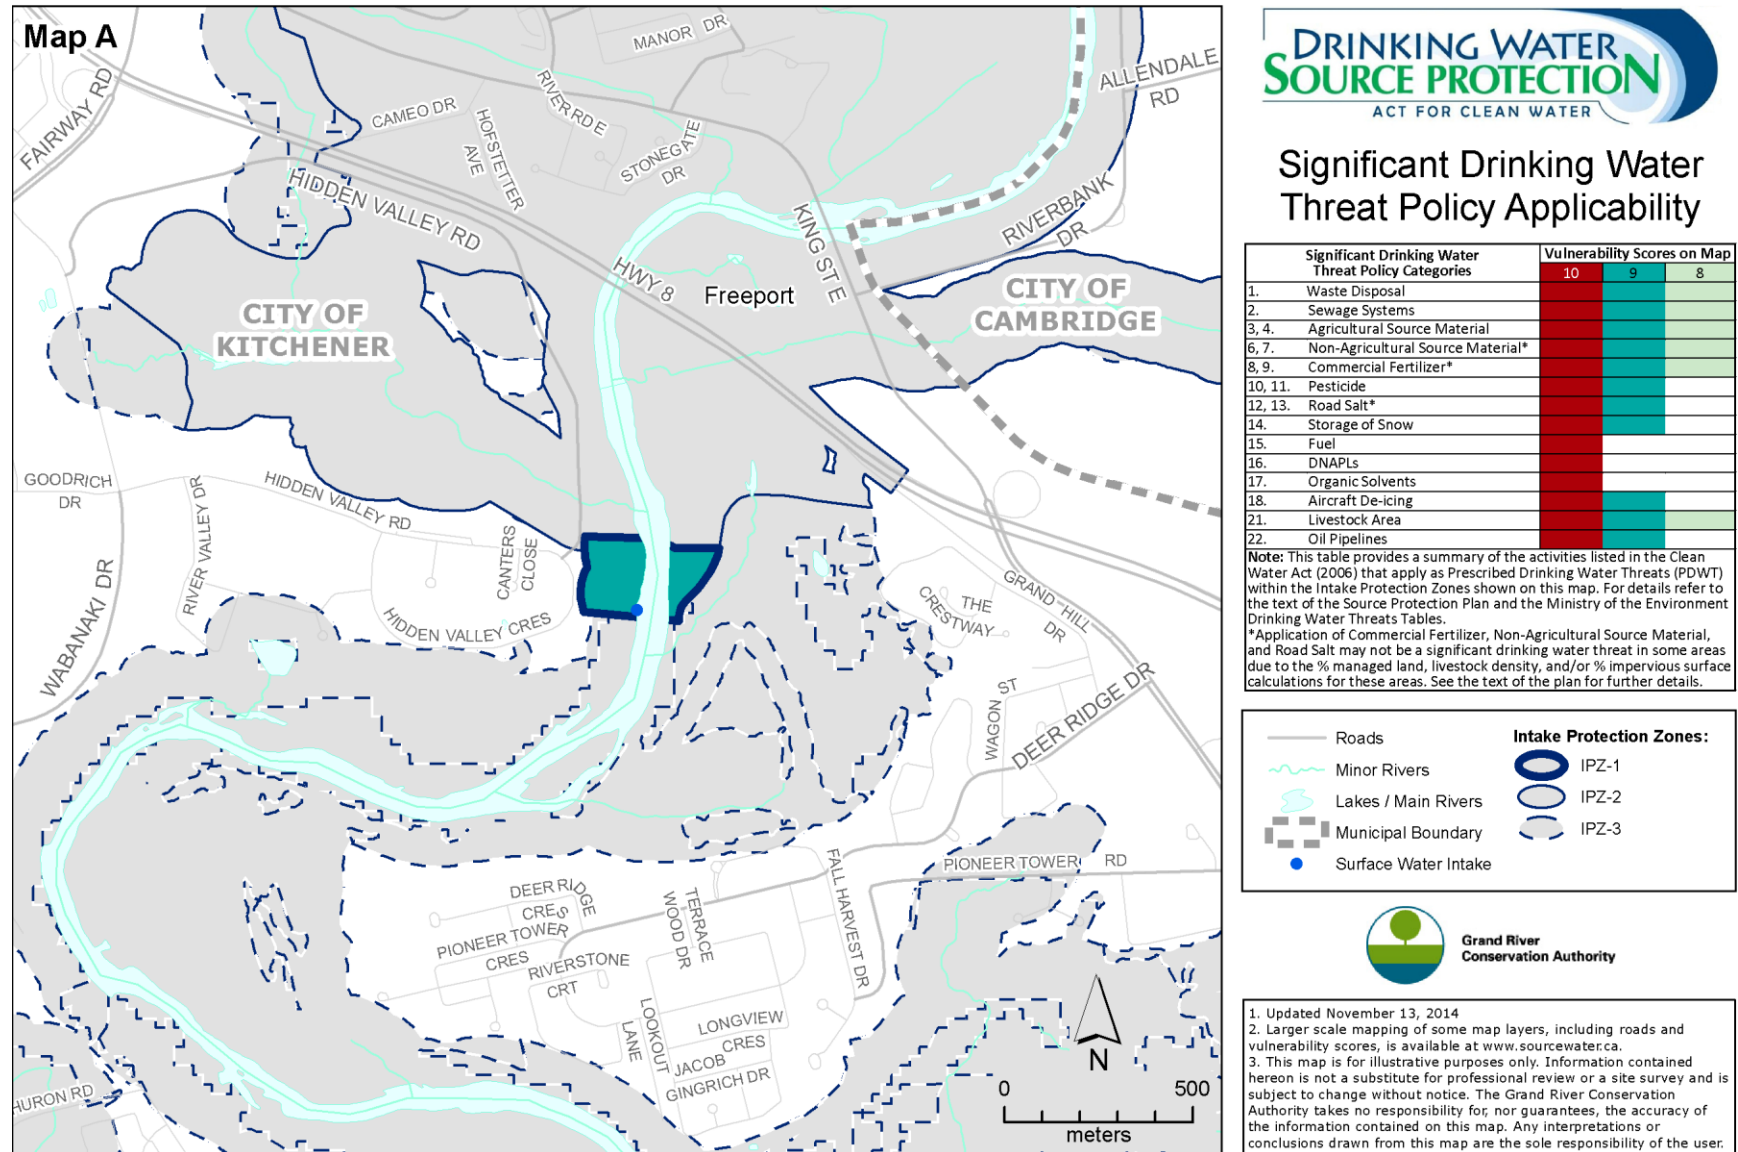 Map A
MANOR DR
ALLENDALE
RD
FAIRWAY RD
CAMEO DR
RIVER RD E
HOFSTETTER
AVE
STONEGATE
DR
HIDDEN VALLEY RD
KING ST E
RIVERBANK
DR
HWY 8
Freeport
CITY OF
KITCHENER
CITY OF
CAMBRIDGE
GOODRICH
DR
RIVER VALLEY DR
HIDDEN VALLEY RD
CANTERS
CLOSE
WABANAKI DR
HIDDEN VALLEY CRES
THE
CRESTWAY
GRAND HILL
DR
WAGON ST
DEER RIDGE DR
PIONEER TOWER RD
FALL HARVEST DR
DEER RIDGE
CRES
PIONEER TOWER
CRES
TERRACE
WOOD DR
RIVERSTONE
CRT
LOOKOUT
LANE
LONGVIEW
CRES
JACOB
GINGRICH DR
HURON RD
N
0 500
meters
DRINKING WATER
SOURCE PROTECTION
ACT FOR CLEAN WATER
Significant Drinking Water
Threat Policy Applicability
Significant Drinking Water
Threat Policy Categories
Vulnerability Scores on Map
10 9 8
1. Waste Disposal
2. Sewage Systems
3, 4. Agricultural Source Material
6, 7. Non-Agricultural Source Material*
8, 9. Commercial Fertilizer*
10, 11. Pesticide
12, 13. Road Salt*
14. Storage of Snow
15. Fuel
16. DNAPLs
17. Organic Solvents
18. Aircraft De-icing
21. Livestock Area
22. Oil Pipelines
Note: This table provides a summary of the activities listed in the Clean
Water Act (2006) that apply as Prescribed Drinking Water Threats (PDWT)
within the Intake Protection Zones shown on this map. For details refer to
the text of the Source Protection Plan and the Ministry of the Environment
Drinking Water Threats Tables.
*Application of Commercial Fertilizer, Non-Agricultural Source Material,
and Road Salt may not be a significant drinking water threat in some areas
due to the % managed land, livestock density, and/or % impervious surface
calculations for these areas. See the text of the plan for further details.
Roads
Minor Rivers
Lakes / Main Rivers
Municipal Boundary
Surface Water Intake
Intake Protection Zones:
IPZ-1
IPZ-2
IPZ-3
Grand River
Conservation Authority
1. Updated November 13, 2014
2. Larger scale mapping of some map layers, including roads and
vulnerability scores, is available at www.sourcewater.ca.
3. This map is for illustrative purposes only. Information contained
hereon is not a substitute for professional review or a site survey and is
subject to change without notice. The Grand River Conservation
Authority takes no responsibility for, nor guarantees, the accuracy of
the information contained on this map. Any interpretations or
conclusions drawn from this map are the sole responsibility of the user.